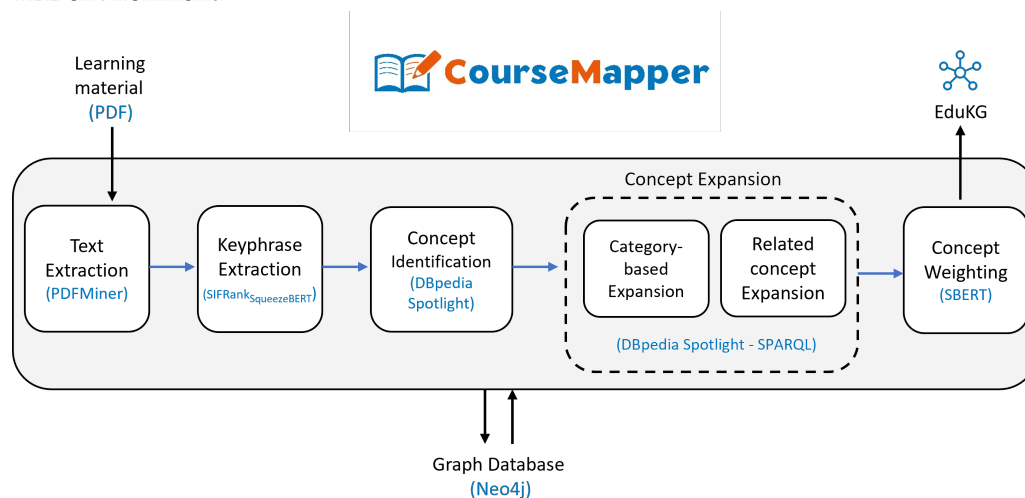 CourseMapper
Learning
material
(PDF)
EduKG
Concept Expansion
Text
Extraction
(PDFMiner)
Keyphrase
Extraction
(SIFRankSqueezeBERT)
Concept
Identification
(DBpedia
Spotlight)
Category-
based
Expansion
Related
concept
Expansion
(DBpedia Spotlight - SPARQL)
Concept
Weighting
(SBERT)
Graph Database
(Neo4j)